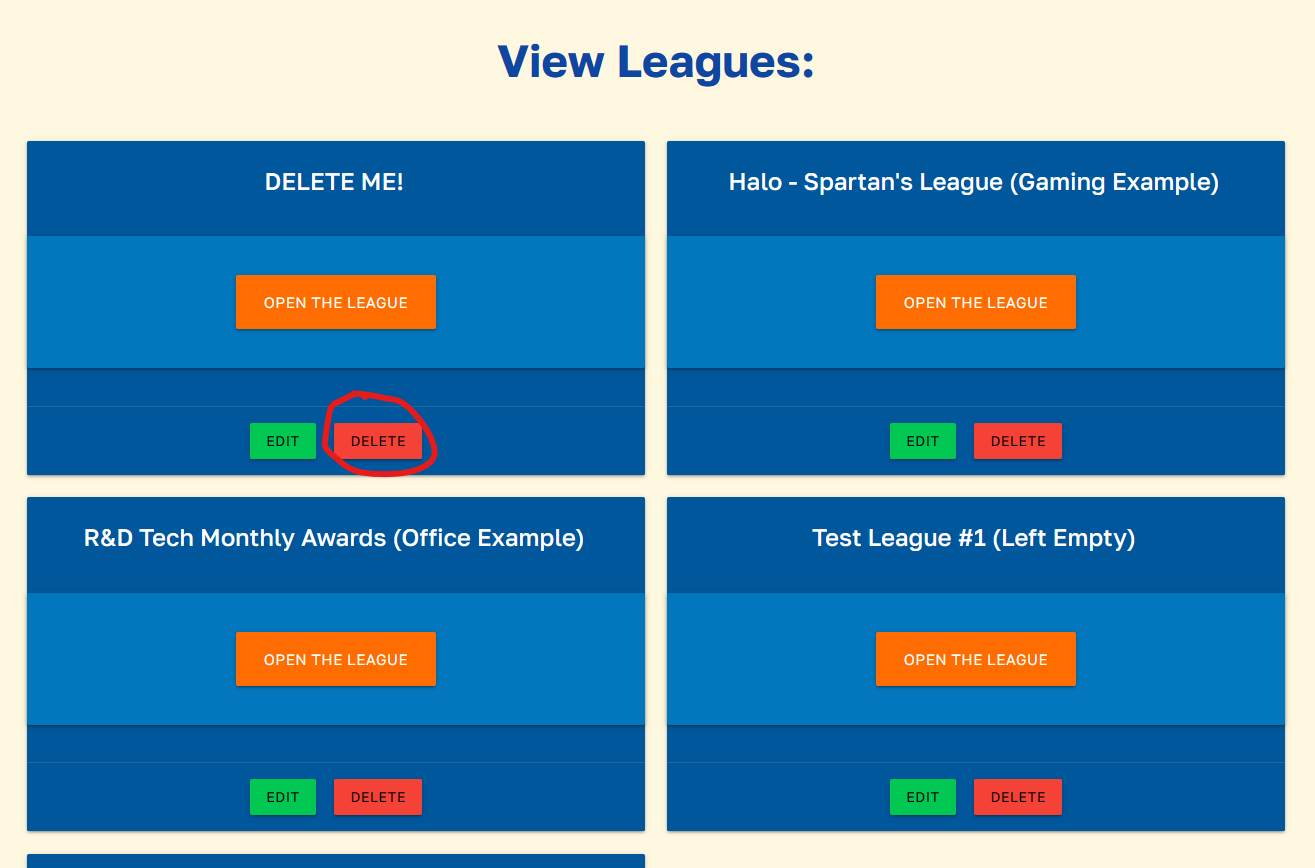 View Leagues:
DELETE ME!
OPEN THE LEAGUE
EDIT DELETE
Halo - Spartan's League (Gaming Example)
OPEN THE LEAGUE
EDIT DELETE
R&D Tech Monthly Awards (Office Example)
OPEN THE LEAGUE
EDIT DELETE
Test League #1 (Left Empty)
OPEN THE LEAGUE
EDIT DELETE